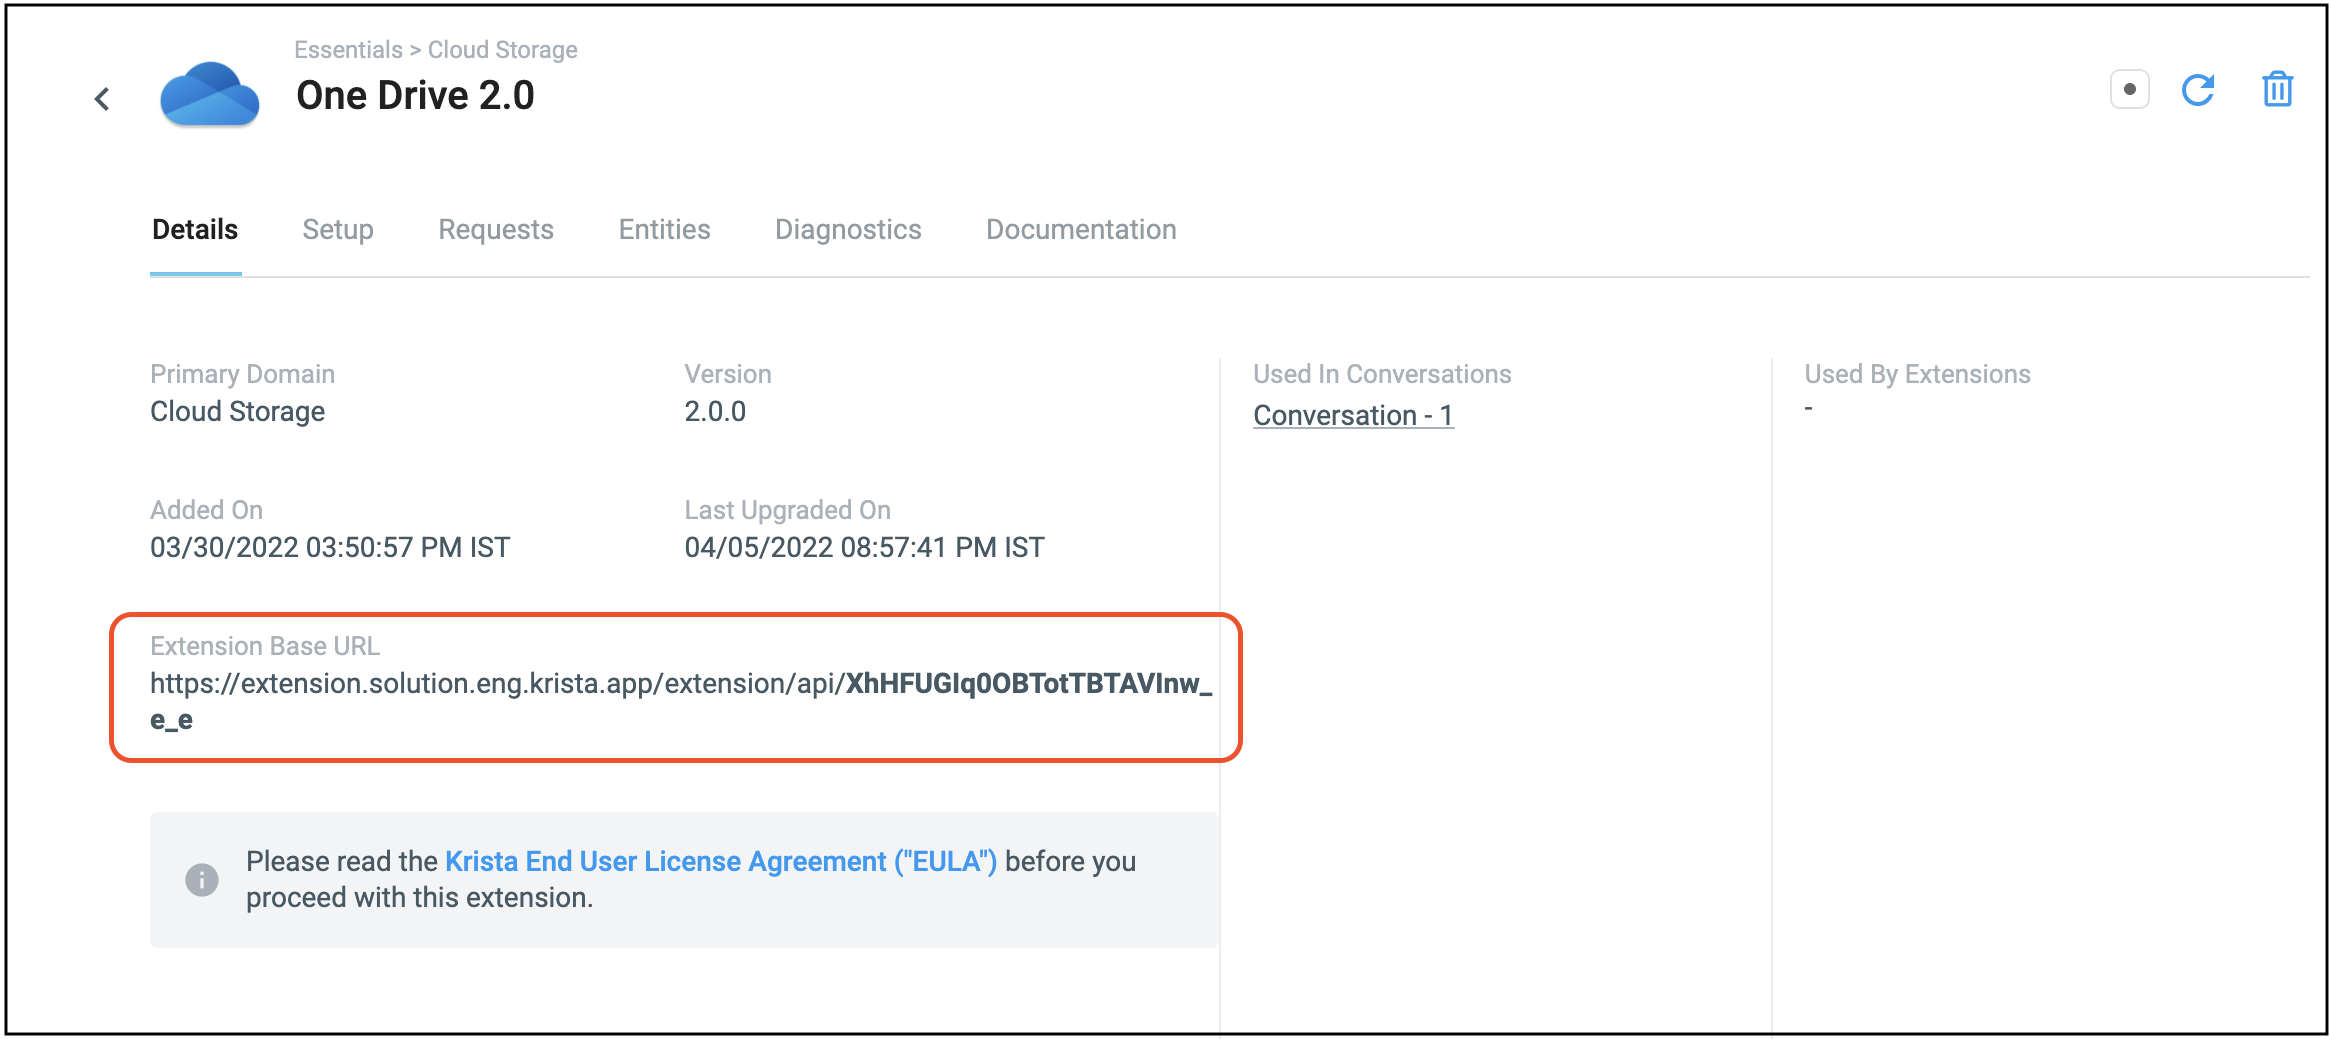 Essentials > Cloud Storage
One Drive 2.0
Details Setup Requests Entities Diagnostics Documentation
Primary Domain
Cloud Storage
Version
2.0.0
Used In Conversations
Conversation - 1
Used By Extensions
-
Added On
03/30/2022 03:50:57 PM IST
Last Upgraded On
04/05/2022 08:57:41 PM IST
Extension Base URL
https://extension.solution.eng.krista.app/extension/api/XhHFUGIq0OBTotTBTAVInw_
e_e
Please read the Krista End User License Agreement ("EULA") before you
proceed with this extension.